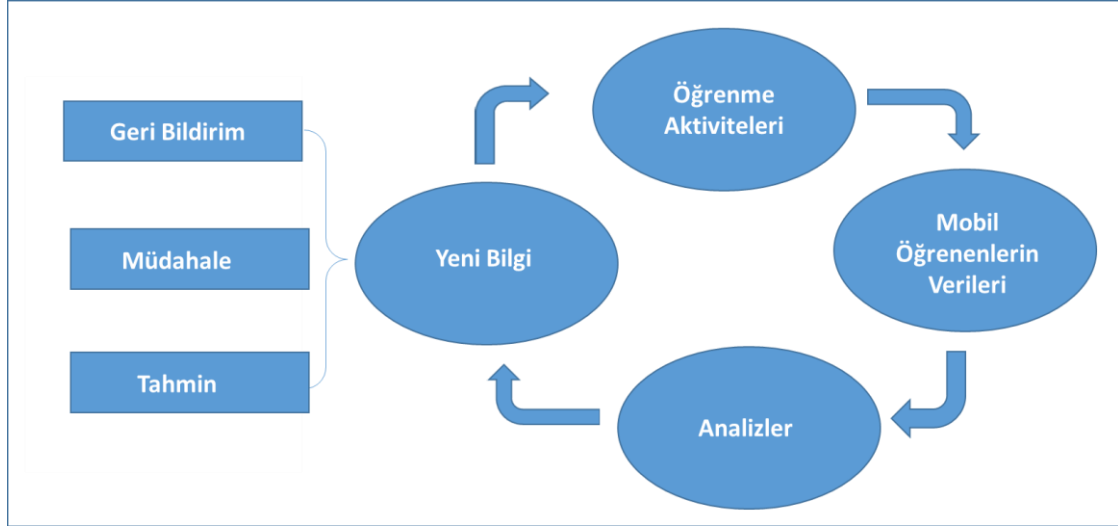 Geri Bildirim
Müdahale
Tahmin
Yeni Bilgi
Öğrenme
Aktiviteleri
Mobil
Öğrenenlerin
Verileri
Analizler